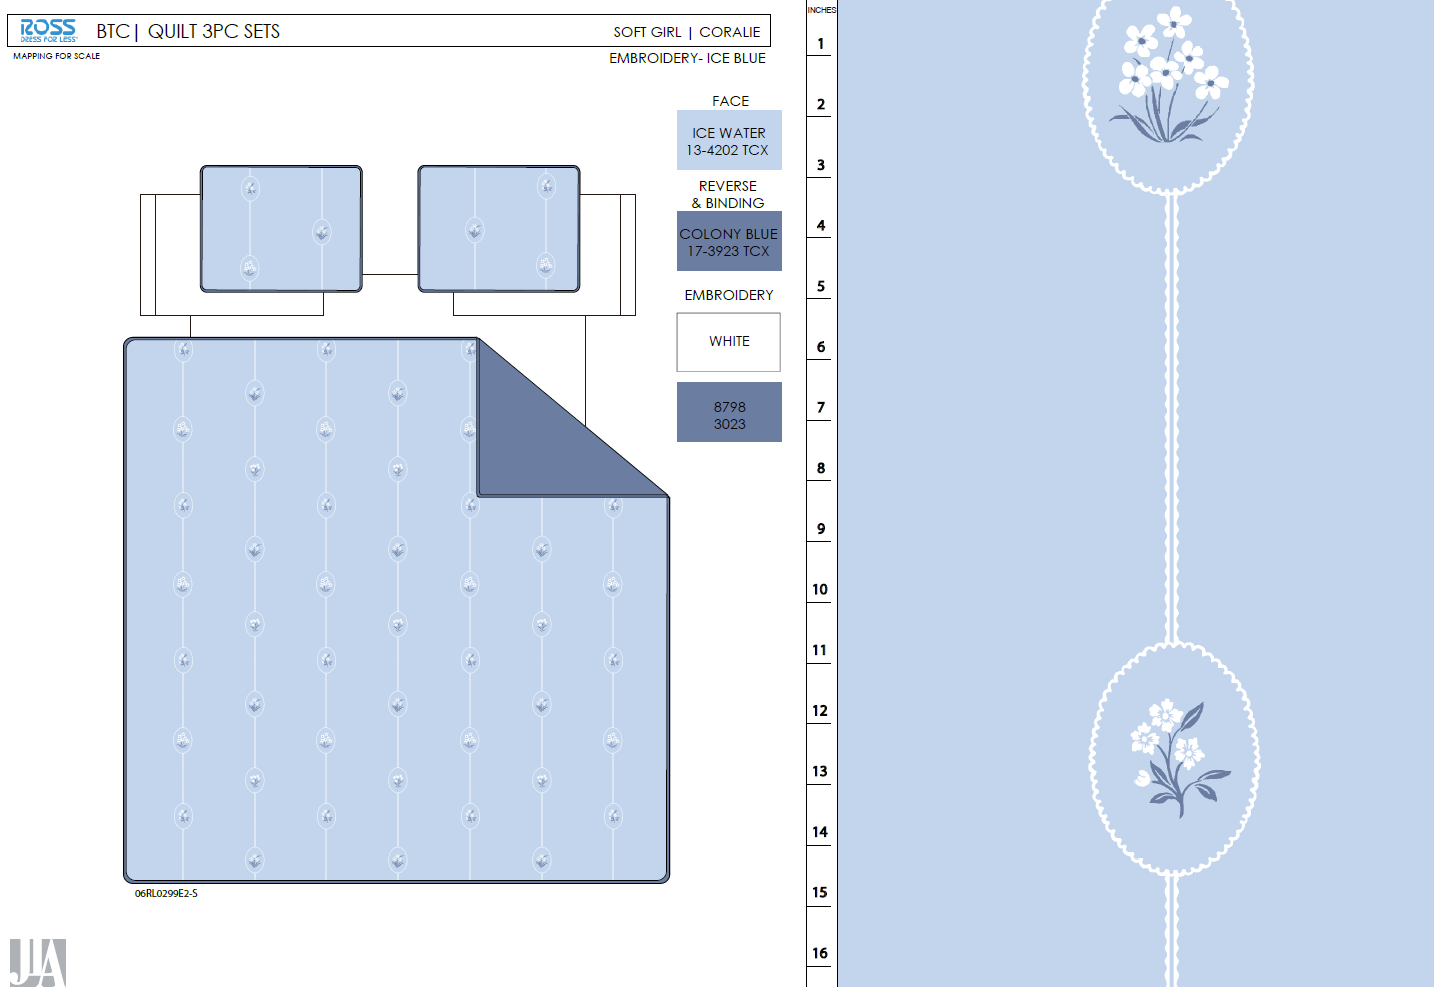 ROSS
DRESS FOR LESS
BTC| QUILT 3PC SETS
SOFT GIRL | CORALIE
MAPPING FOR SCALE
EMBROIDERY- ICE BLUE
FACE
ICE WATER
13-4202 TCX
REVERSE
& BINDING
COLONY BLUE
17-3923 TCX
EMBROIDERY
WHITE
8798
3023
06RL0299E2-S
JLA
INCHES
1
2
3
4
5
6
7
8
9
10
11
12
13
14
15
16